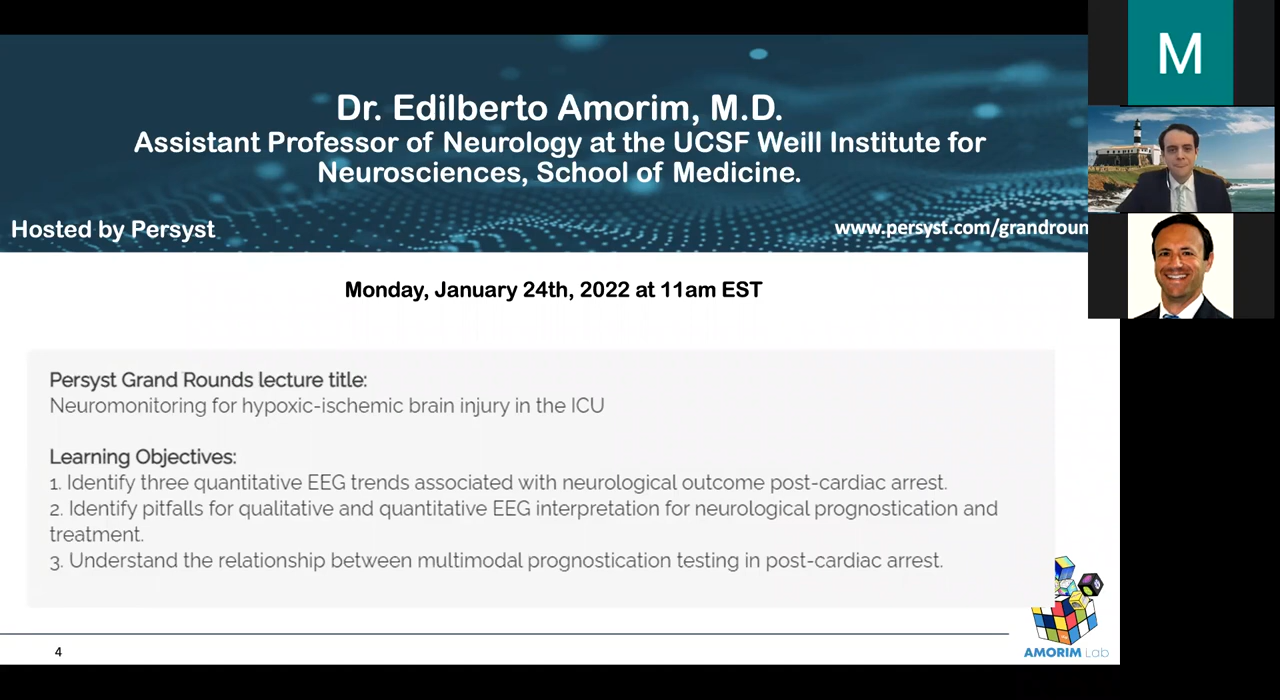 Dr. Edilberto Amorim, M.D.
Assistant Professor of Neurology at the UCSF Weill Institute for
Neurosciences, School of Medicine.
Hosted by Persyst
www.persyst.com/grandroun
Monday, January 24th, 2022 at 11am EST
Persyst Grand Rounds lecture title:
Neuromonitoring for hypoxic-ischemic brain injury in the ICU
Learning Objectives:
1. Identify three quantitative EEG trends associated with neurological outcome post-cardiac arrest.
2. Identify pitfalls for qualitative and quantitative EEG interpretation for neurological prognostication and
treatment.
3. Understand the relationship between multimodal prognostication testing in post-cardiac arrest.
4
AMORIM Lab
M